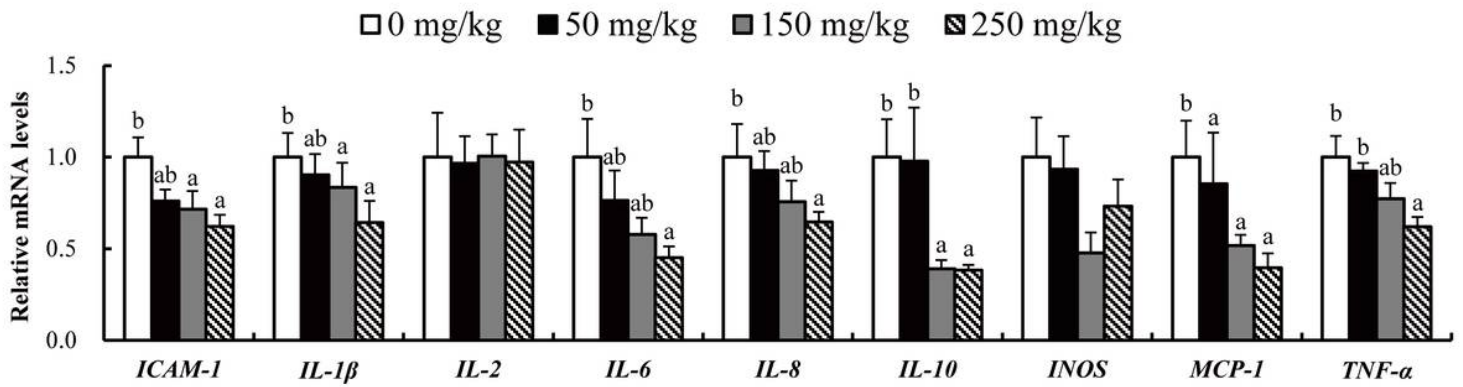 0 mg/kg 50 mg/kg 150 mg/kg 250 mg/kg
Relative mRNA levels
1.5
1.0
0.5
0.0
b ab a a
b ab a a
b ab ab a
b ab ab a
b b a a
b a a a
b b ab a
ICAM-1 IL-1β IL-2 IL-6 IL-8 IL-10 INOS MCP-1 TNF-α